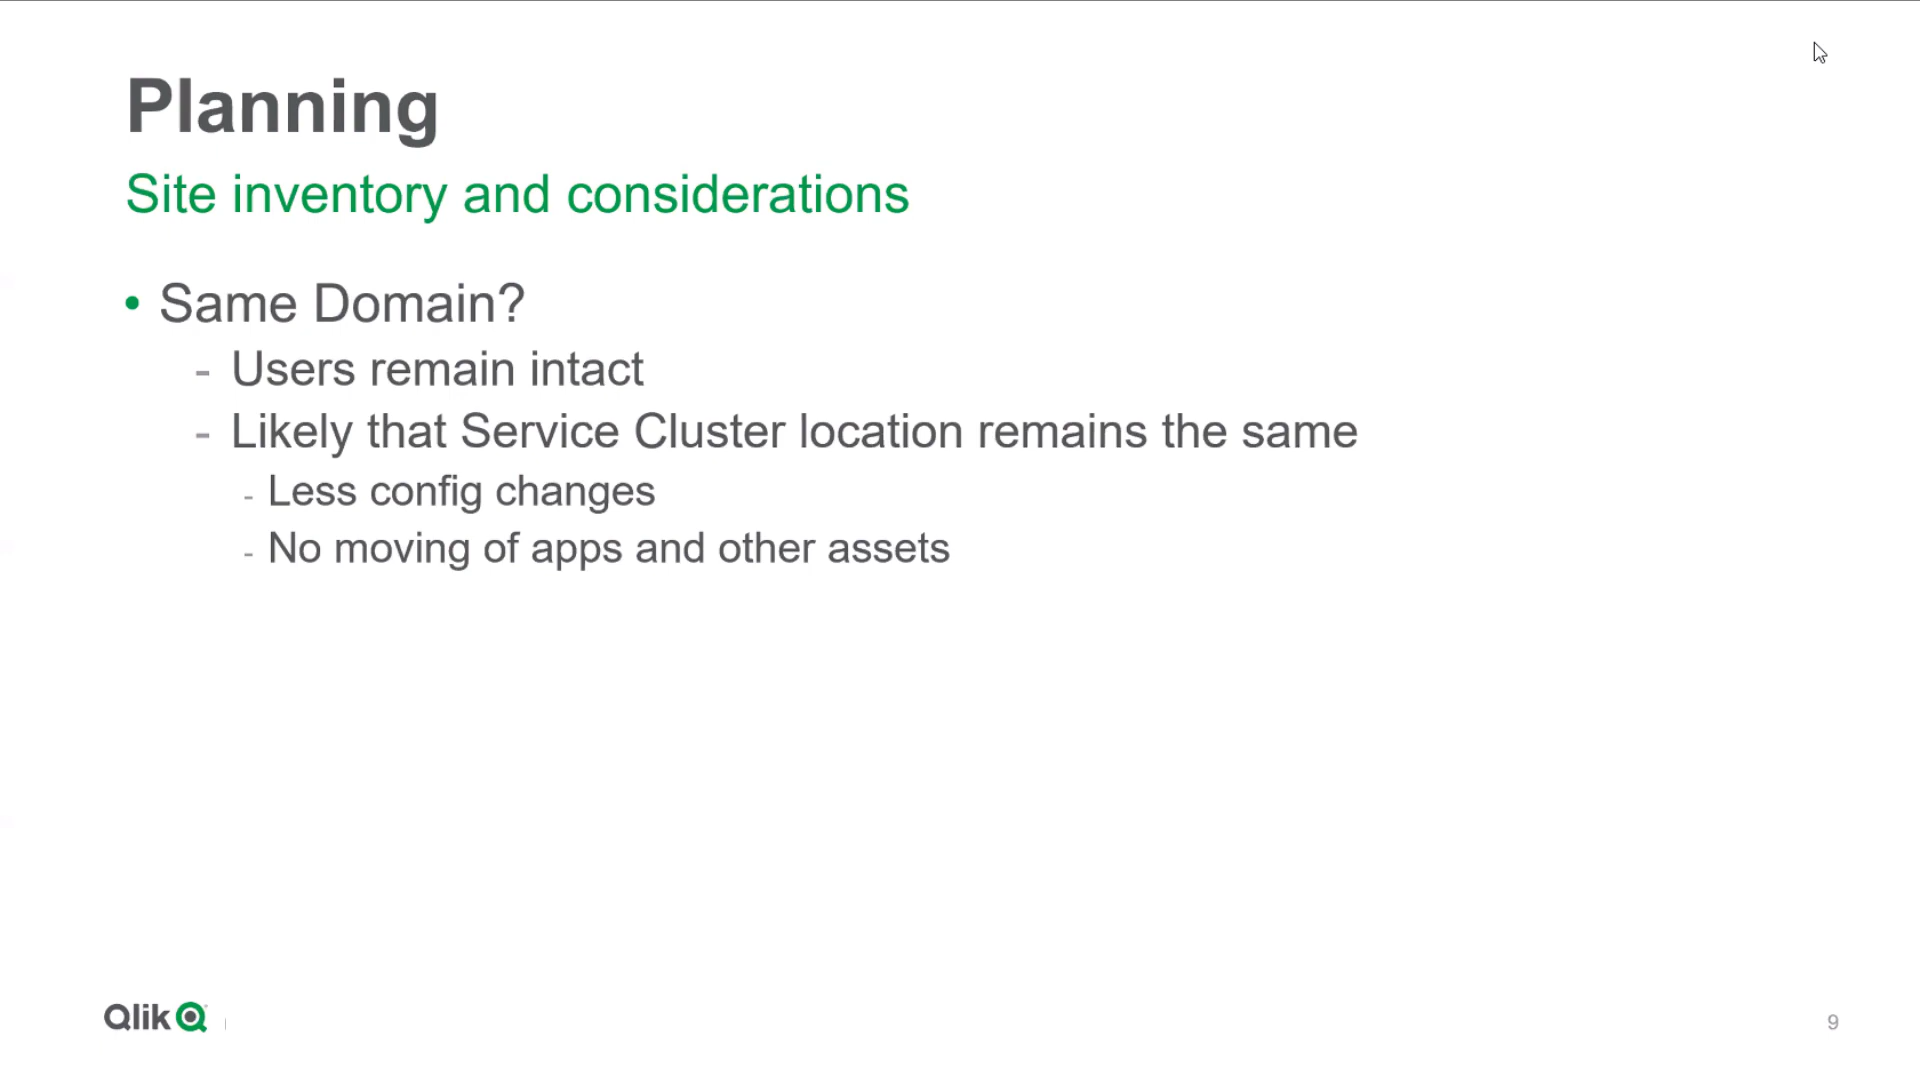 Planning
Site inventory and considerations
• Same Domain?
- Users remain intact
- Likely that Service Cluster location remains the same
- Less config changes
- No moving of apps and other assets
Qlik
9